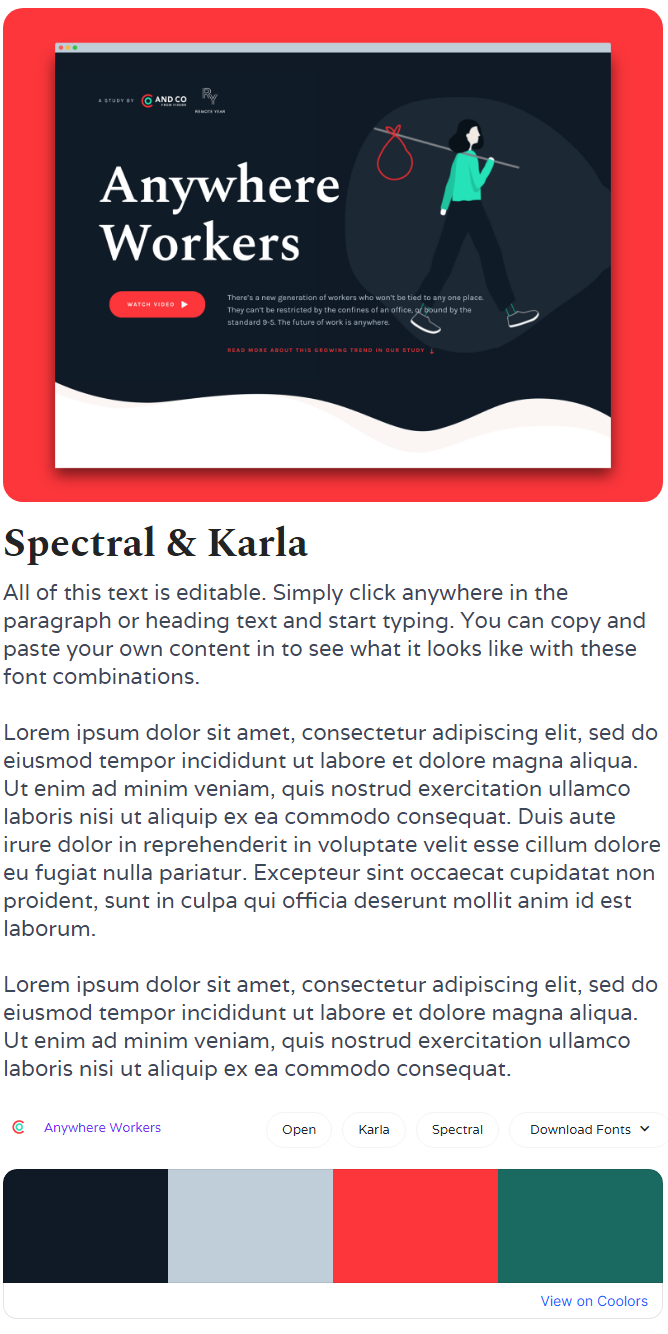 A STUDY BY
AND CO
FROM FIVERR
RY
REMOTE YEAR
Anywhere
Workers
WATCH VIDEO
There's a new generation of workers who won't be tied to any one place.
They can't be restricted by the confines of an office, or bound by the
standard 9-5. The future of work is anywhere.
READ MORE ABOUT THIS GROWING TREND IN OUR STUDY ↓
Spectral & Karla
All of this text is editable. Simply click anywhere in the
paragraph or heading text and start typing. You can copy and
paste your own content in to see what it looks like with these
font combinations.
Lorem ipsum dolor sit amet, consectetur adipiscing elit, sed do
eiusmod tempor incididunt ut labore et dolore magna aliqua.
Ut enim ad minim veniam, quis nostrud exercitation ullamco
laboris nisi ut aliquip ex ea commodo consequat. Duis aute
irure dolor in reprehenderit in voluptate velit esse cillum dolore
eu fugiat nulla pariatur. Excepteur sint occaecat cupidatat non
proident, sunt in culpa qui officia deserunt mollit anim id est
laborum.
Lorem ipsum dolor sit amet, consectetur adipiscing elit, sed do
eiusmod tempor incididunt ut labore et dolore magna aliqua.
Ut enim ad minim veniam, quis nostrud exercitation ullamco
laboris nisi ut aliquip ex ea commodo consequat.
Anywhere Workers
Open
Karla
Spectral
Download Fonts
View on Coolors